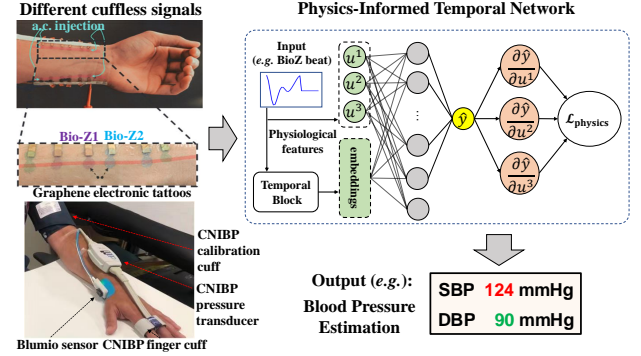 Different cuffless signals
a.c. injection
Bio-Z1 Bio-Z2
Graphene electronic tattoos
CNIBP
calibration
cuff
CNIBP
pressure
transducer
Blumio sensor CNIBP finger cuff
Physics-Informed Temporal Network
Input
(e.g. BioZ beat)
Physiological
features
Temporal
Block
u¹
u²
u³
embeddings
...
ŷ
∂ŷ/∂u¹
∂ŷ/∂u²
∂ŷ/∂u³
ℒphysics
Output (e.g.):
Blood Pressure
Estimation
SBP 124 mmHg
DBP 90 mmHg